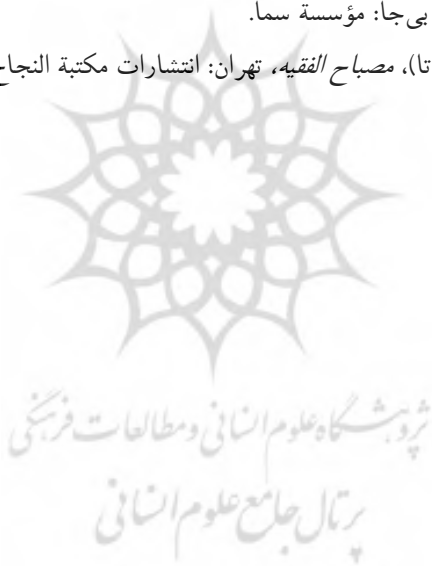 بی‌جا: مؤسسة سما.
تا)، مصباح الفقیه، تهران: انتشارات مکتبة النجاح
پژوهشگاه علوم انسانی و مطالعات فرهنگی
پرتال جامع علوم انسانی